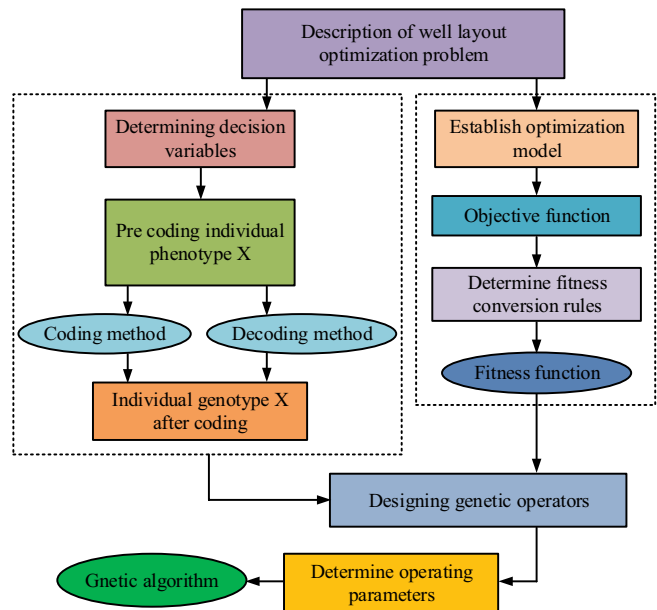 Description of well layout
optimization problem
Determining decision
variables
Pre coding individual
phenotype X
Coding method
Decoding method
Individual genotype X
after coding
Establish optimization
model
Objective function
Determine fitness
conversion rules
Fitness function
Designing genetic operators
Determine operating
parameters
Gnetic algorithm